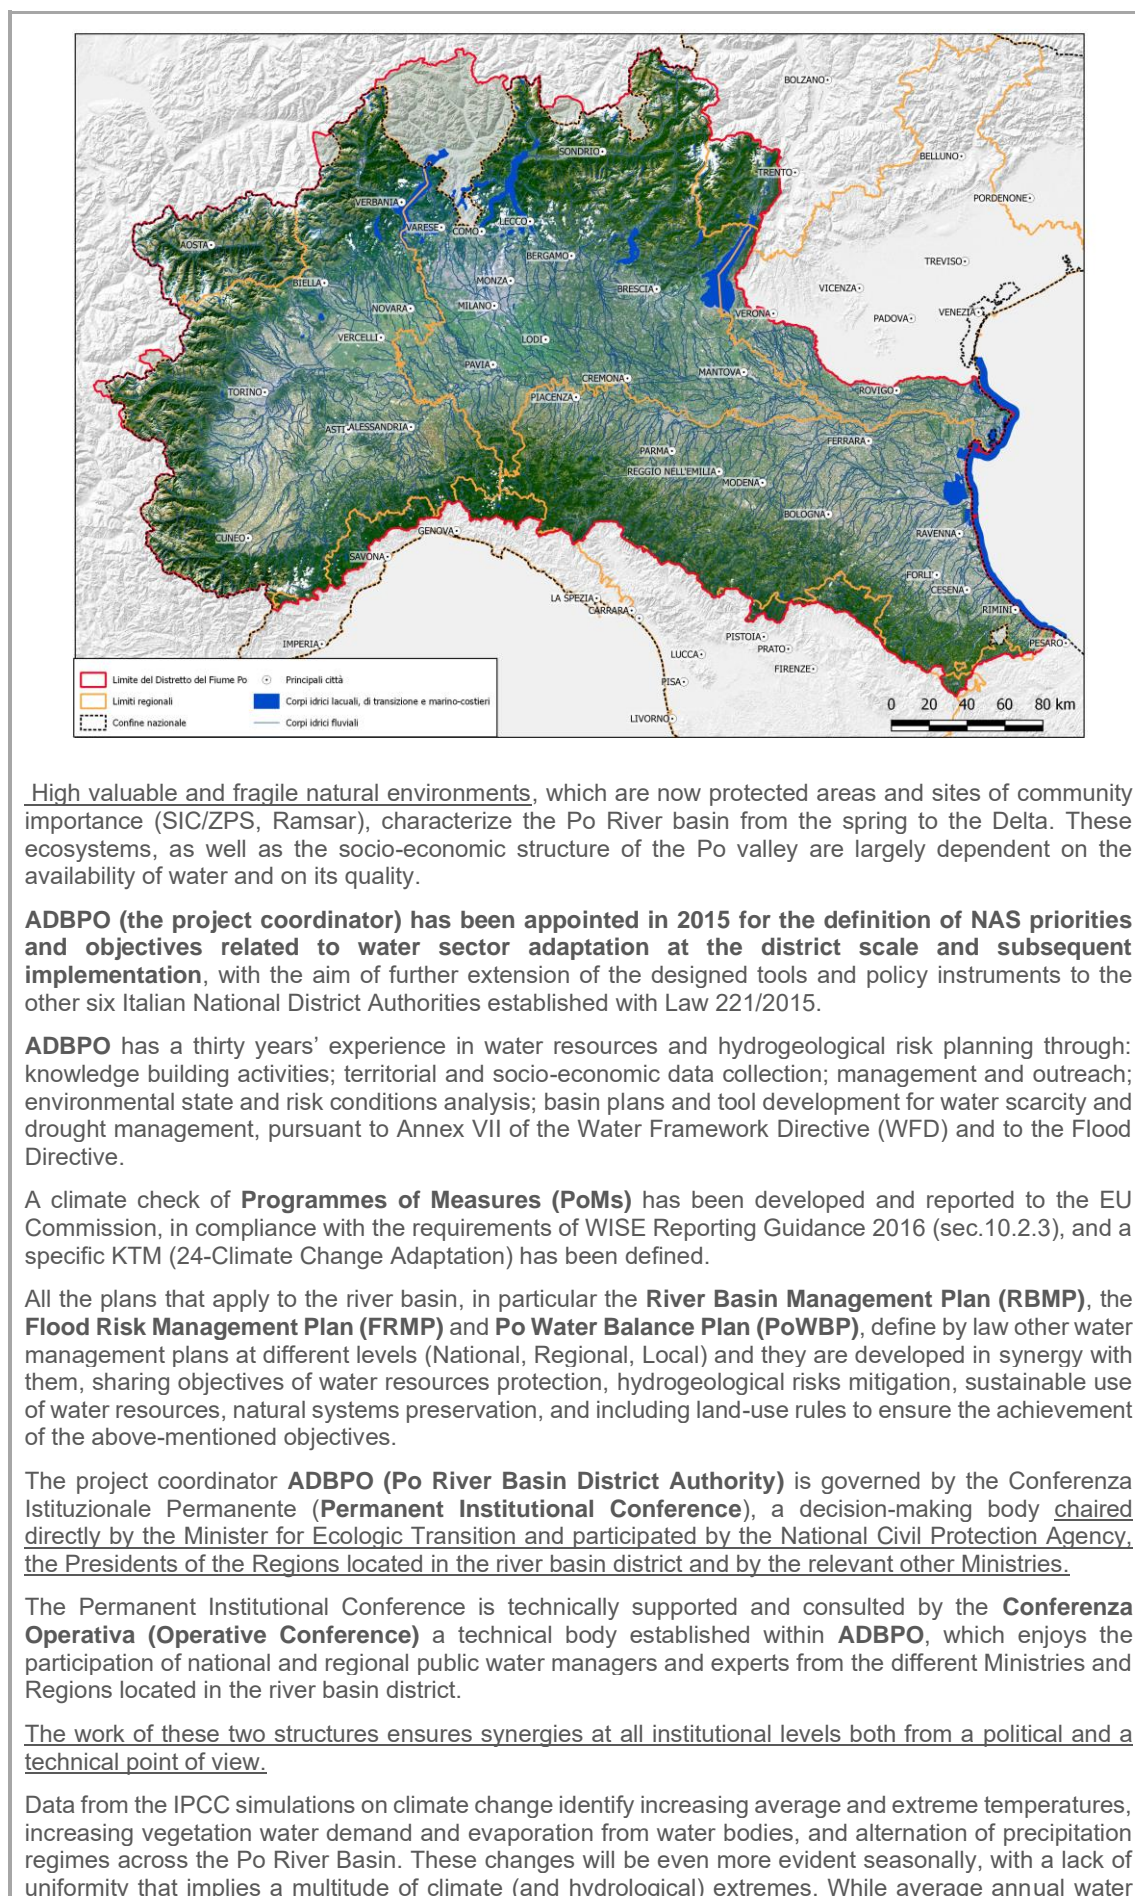 BOLZANO
BELLUNO
SONDRIO
TRENTO
PORDENONE
VERBANIA
LECCO
VARESE
COMO
AOSTA
BERGAMO
TREVISO
BIELLA
MONZA
BRESCIA
VICENZA
NOVARA
MILANO
VERONA
PADOVA
VENEZIA
VERCELLI
LODI
PAVIA
CREMONA
MANTOVA
TORINO
PIACENZA
ROVIGO
ASTI
ALESSANDRIA
FERRARA
PARMA
REGGIO NELL'EMILIA
MODENA
BOLOGNA
CUNEO
GENOVA
RAVENNA
SAVONA
FORLI'
CESENA
LA SPEZIA
CARRARA
RIMINI
IMPERIA
PISTOIA
PESARO
LUCCA
PRATO
FIRENZE
PISA
LIVORNO
Limite del Distretto del Fiume Po
Principali città
Limiti regionali
Corpi idrici lacuali, di transizione e marino-costieri
Confine nazionale
Corpi idrici fluviali
0 20 40 60 80 km
High valuable and fragile natural environments, which are now protected areas and sites of community
importance (SIC/ZPS, Ramsar), characterize the Po River basin from the spring to the Delta. These
ecosystems, as well as the socio-economic structure of the Po valley are largely dependent on the
availability of water and on its quality.
ADBPO (the project coordinator) has been appointed in 2015 for the definition of NAS priorities
and objectives related to water sector adaptation at the district scale and subsequent
implementation, with the aim of further extension of the designed tools and policy instruments to the
other six Italian National District Authorities established with Law 221/2015.
ADBPO has a thirty years' experience in water resources and hydrogeological risk planning through:
knowledge building activities; territorial and socio-economic data collection; management and outreach;
environmental state and risk conditions analysis; basin plans and tool development for water scarcity and
drought management, pursuant to Annex VII of the Water Framework Directive (WFD) and to the Flood
Directive.
A climate check of Programmes of Measures (PoMs) has been developed and reported to the EU
Commission, in compliance with the requirements of WISE Reporting Guidance 2016 (sec.10.2.3), and a
specific KTM (24-Climate Change Adaptation) has been defined.
All the plans that apply to the river basin, in particular the River Basin Management Plan (RBMP), the
Flood Risk Management Plan (FRMP) and Po Water Balance Plan (PoWBP), define by law other water
management plans at different levels (National, Regional, Local) and they are developed in synergy with
them, sharing objectives of water resources protection, hydrogeological risks mitigation, sustainable use
of water resources, natural systems preservation, and including land-use rules to ensure the achievement
of the above-mentioned objectives.
The project coordinator ADBPO (Po River Basin District Authority) is governed by the Conferenza
Istituzionale Permanente (Permanent Institutional Conference), a decision-making body chaired
directly by the Minister for Ecologic Transition and participated by the National Civil Protection Agency,
the Presidents of the Regions located in the river basin district and by the relevant other Ministries.
The Permanent Institutional Conference is technically supported and consulted by the Conferenza
Operativa (Operative Conference) a technical body established within ADBPO, which enjoys the
participation of national and regional public water managers and experts from the different Ministries and
Regions located in the river basin district.
The work of these two structures ensures synergies at all institutional levels both from a political and a
technical point of view.
Data from the IPCC simulations on climate change identify increasing average and extreme temperatures,
increasing vegetation water demand and evaporation from water bodies, and alternation of precipitation
regimes across the Po River Basin. These changes will be even more evident seasonally, with a lack of
uniformity that implies a multitude of climate (and hydrological) extremes. While average annual water